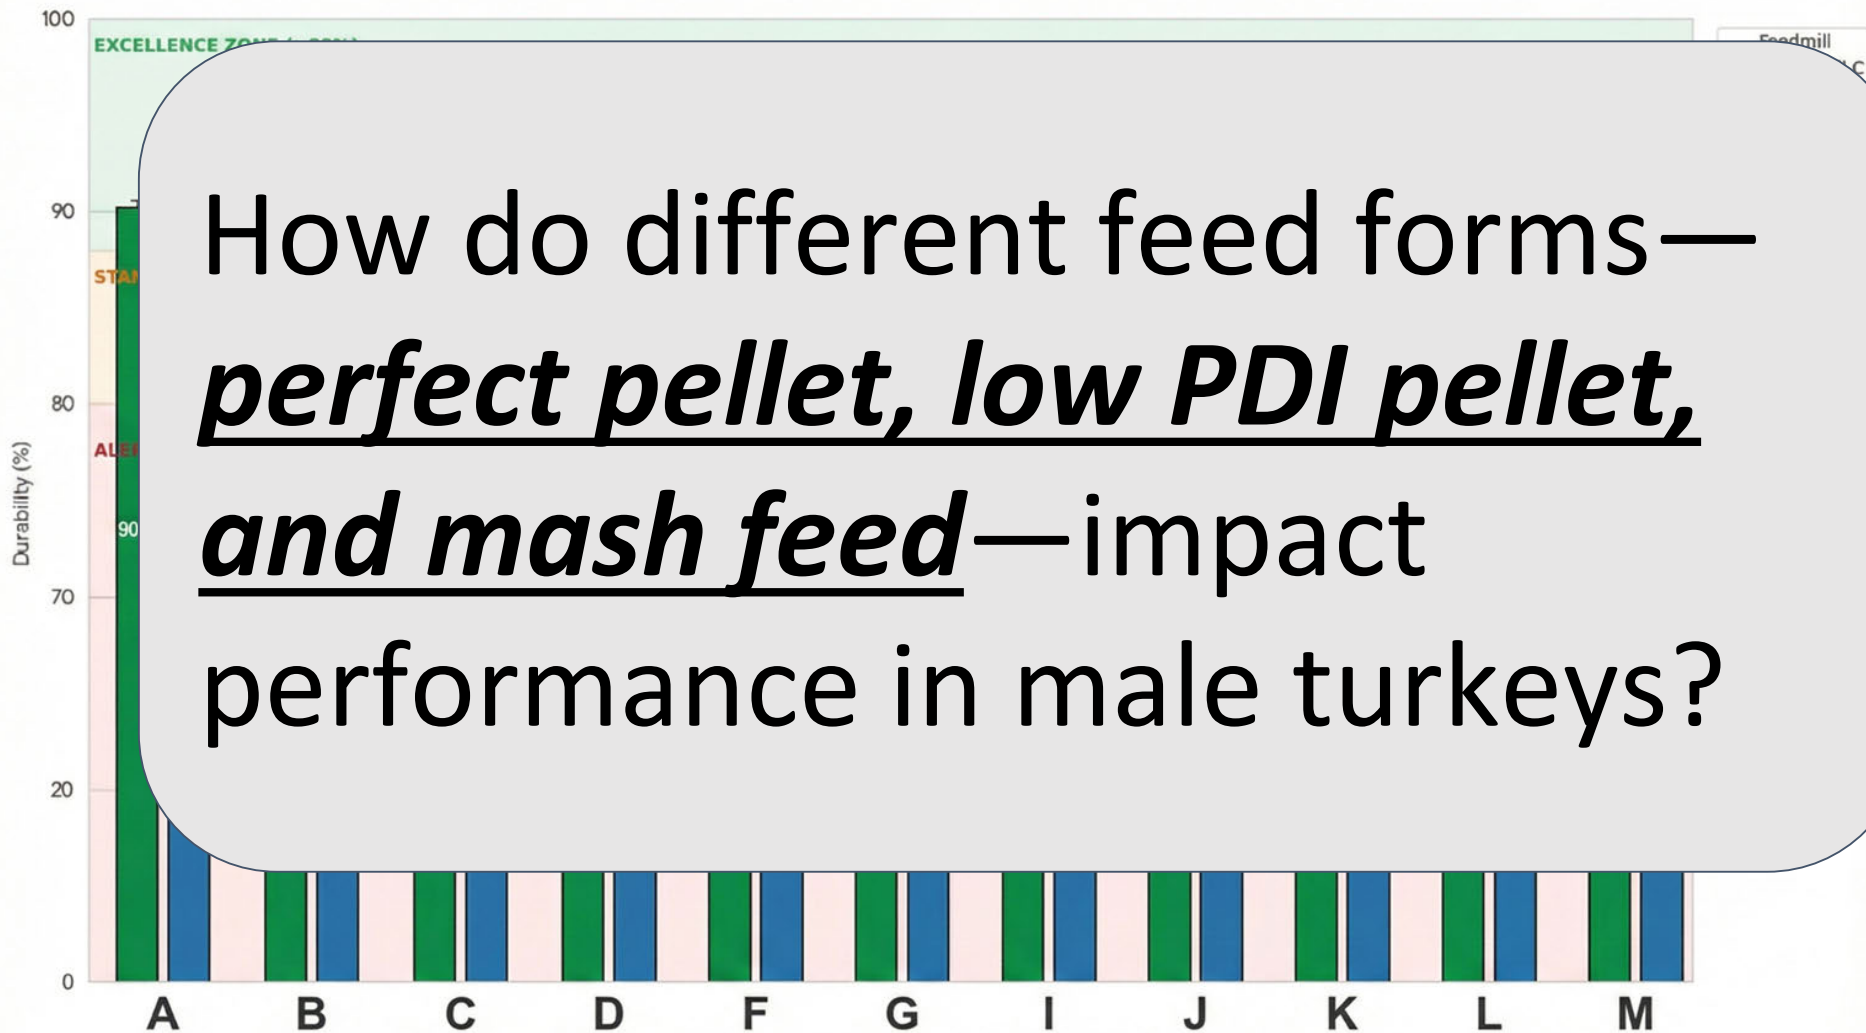 100
EXCELLENCE
Feedmill
How do different feed forms—
90
perfect pellet, low PDI pellet,
80
Durability (%)
and mash feed—impact
90
70
performance in male turkeys?
20
0
A B C D F G I J K L M